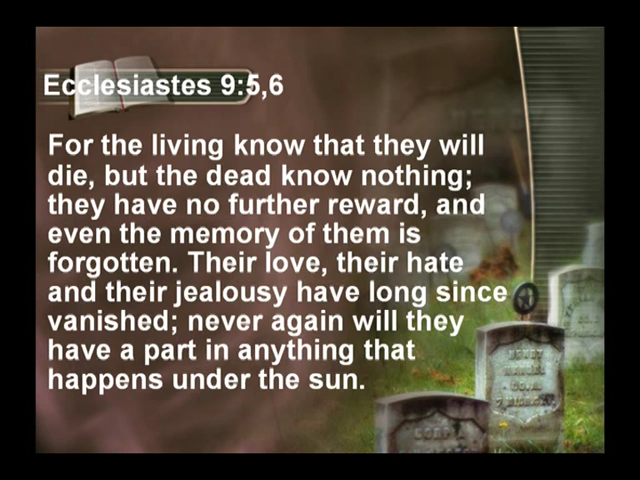 Ecclesiastes 9:5,6
For the living know that they will
die, but the dead know nothing;
they have no further reward, and
even the memory of them is
forgotten. Their love, their hate
and their jealousy have long since
vanished; never again will they
have a part in anything that
happens under the sun.
HENRY
CO.A.